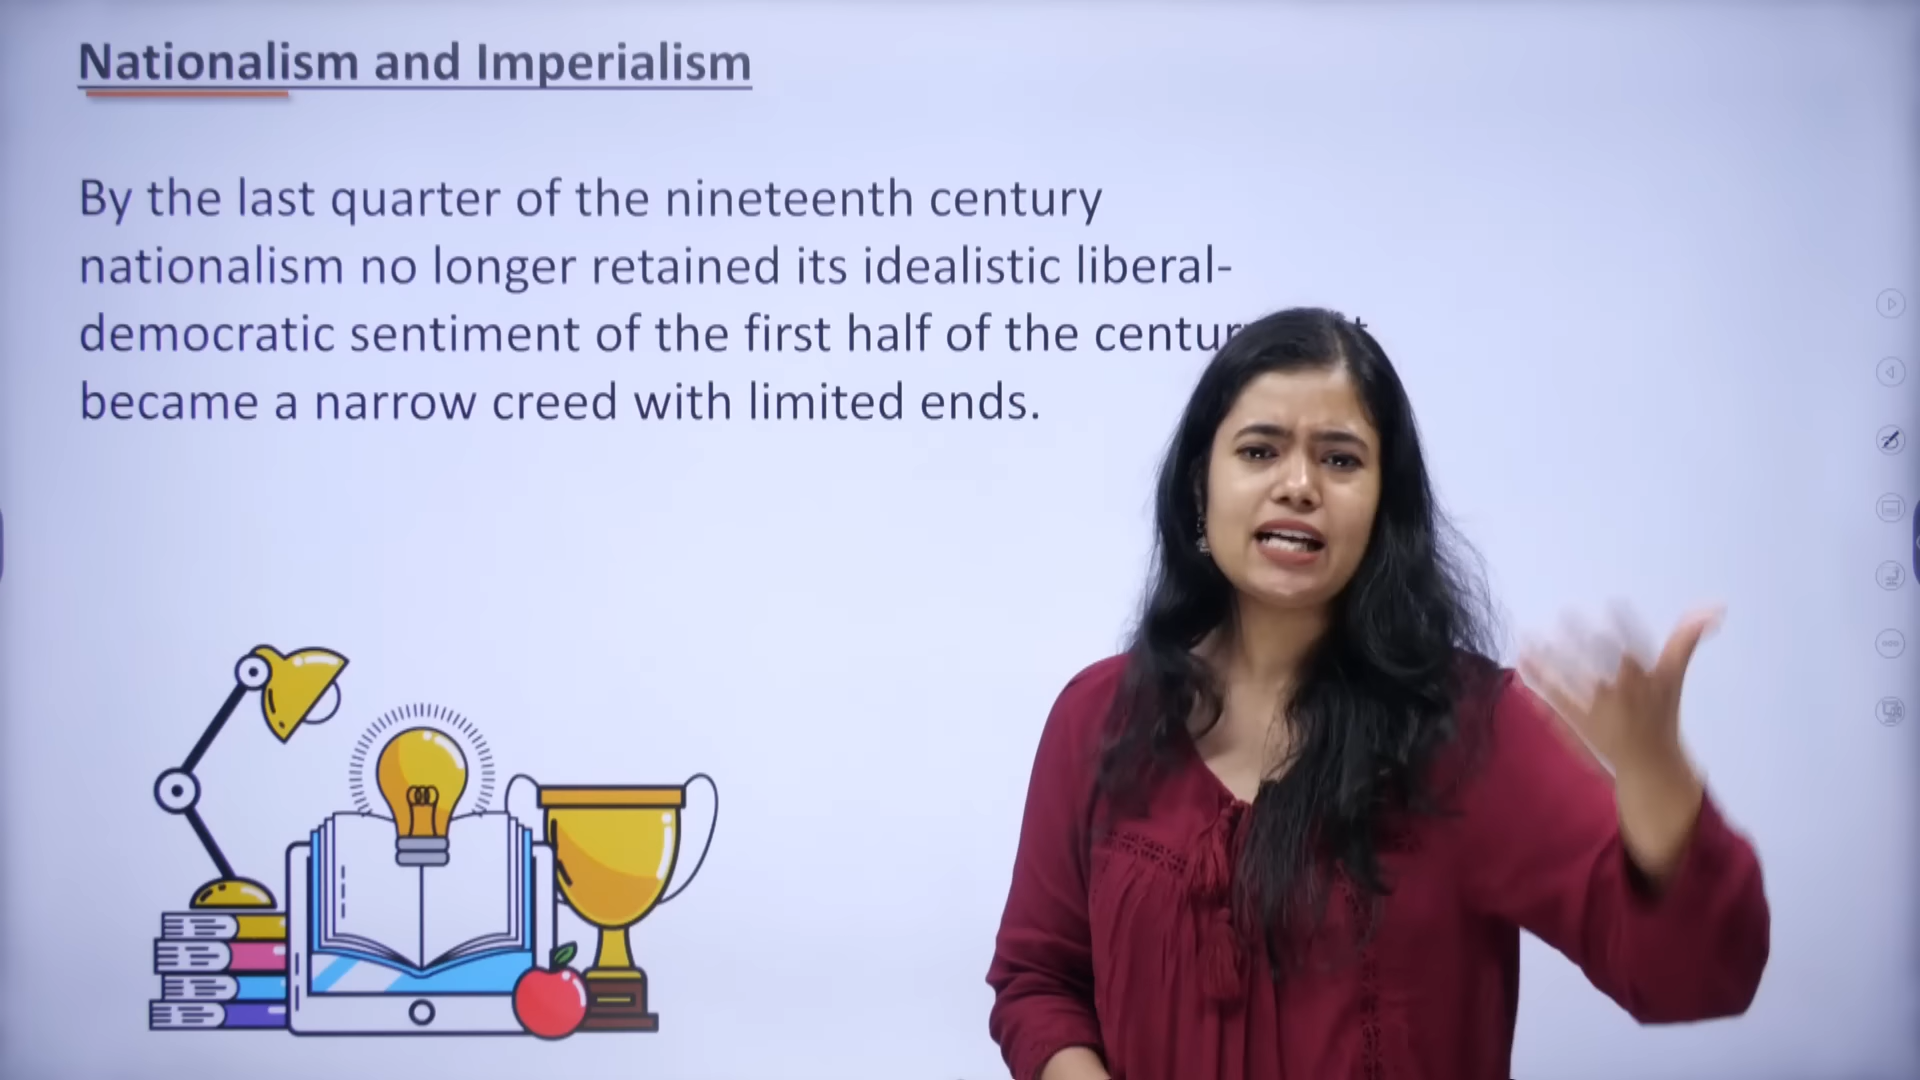 Nationalism and Imperialism
By the last quarter of the nineteenth century
nationalism no longer retained its idealistic liberal-
democratic sentiment of the first half of the
became a narrow creed with limited ends.